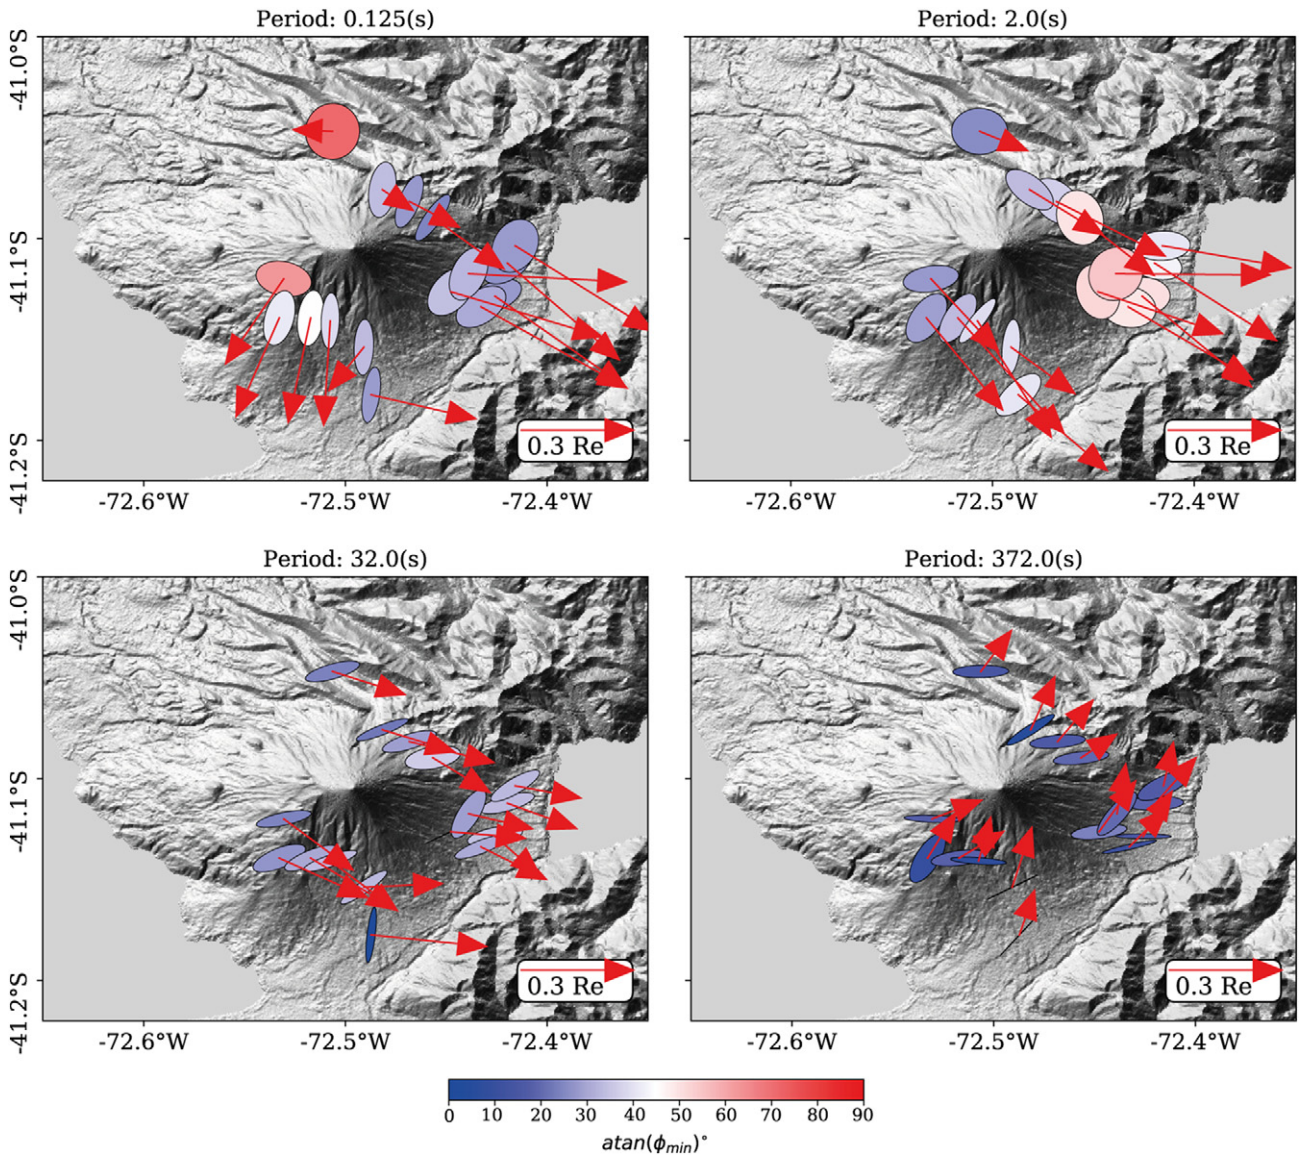 Period: 0.125(s)
Period: 2.0(s)
-41.0°S
-41.1°S
-41.2°S
0.3 Re
0.3 Re
-72.6°W
-72.5°W
-72.4°W
-72.6°W
-72.5°W
-72.4°W
Period: 32.0(s)
Period: 372.0(s)
-41.0°S
-41.1°S
-41.2°S
0.3 Re
0.3 Re
-72.6°W
-72.5°W
-72.4°W
-72.6°W
-72.5°W
-72.4°W
0 10 20 30 40 50 60 70 80 90
atan(ϕmin)°